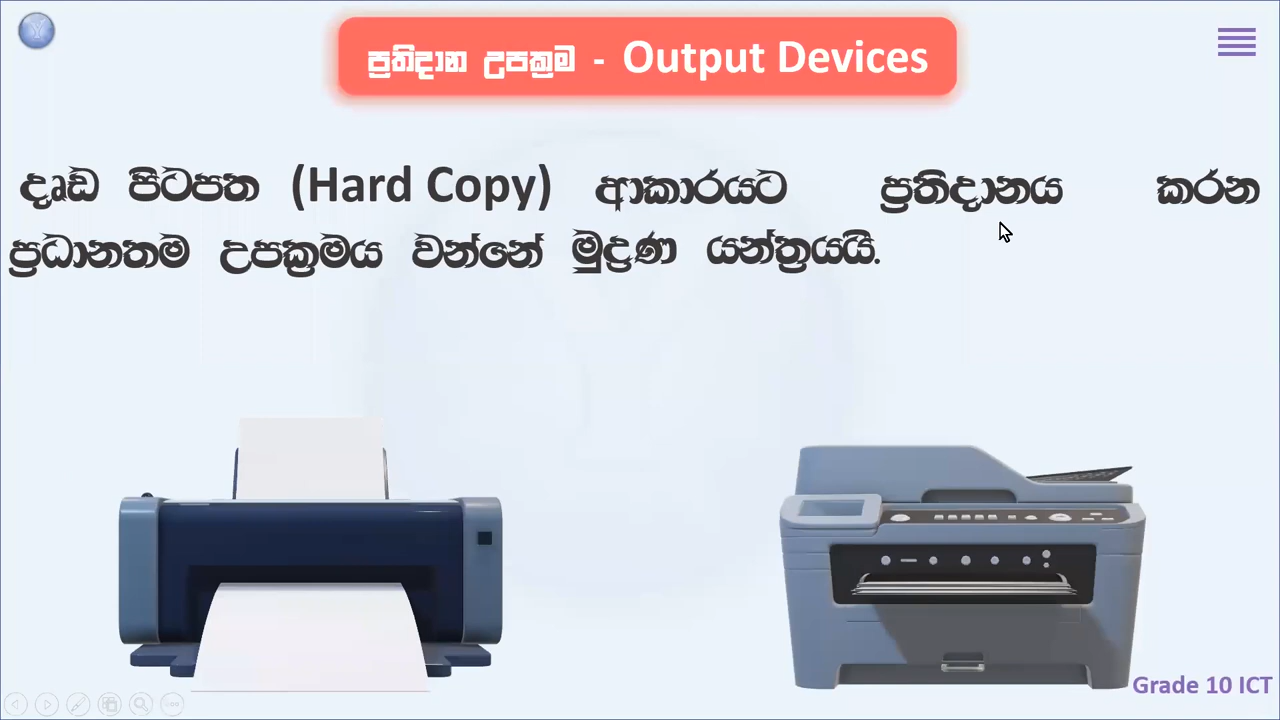 ප්‍රතිදාන උපක්‍රම - Output Devices
දෘඩ පිටපත (Hard Copy) ආකාරයට ප්‍රතිදානය කරන
ප්‍රධානතම උපක්‍රමය වන්නේ මුද්‍රණ යන්ත්‍රයයි.
Grade 10 ICT